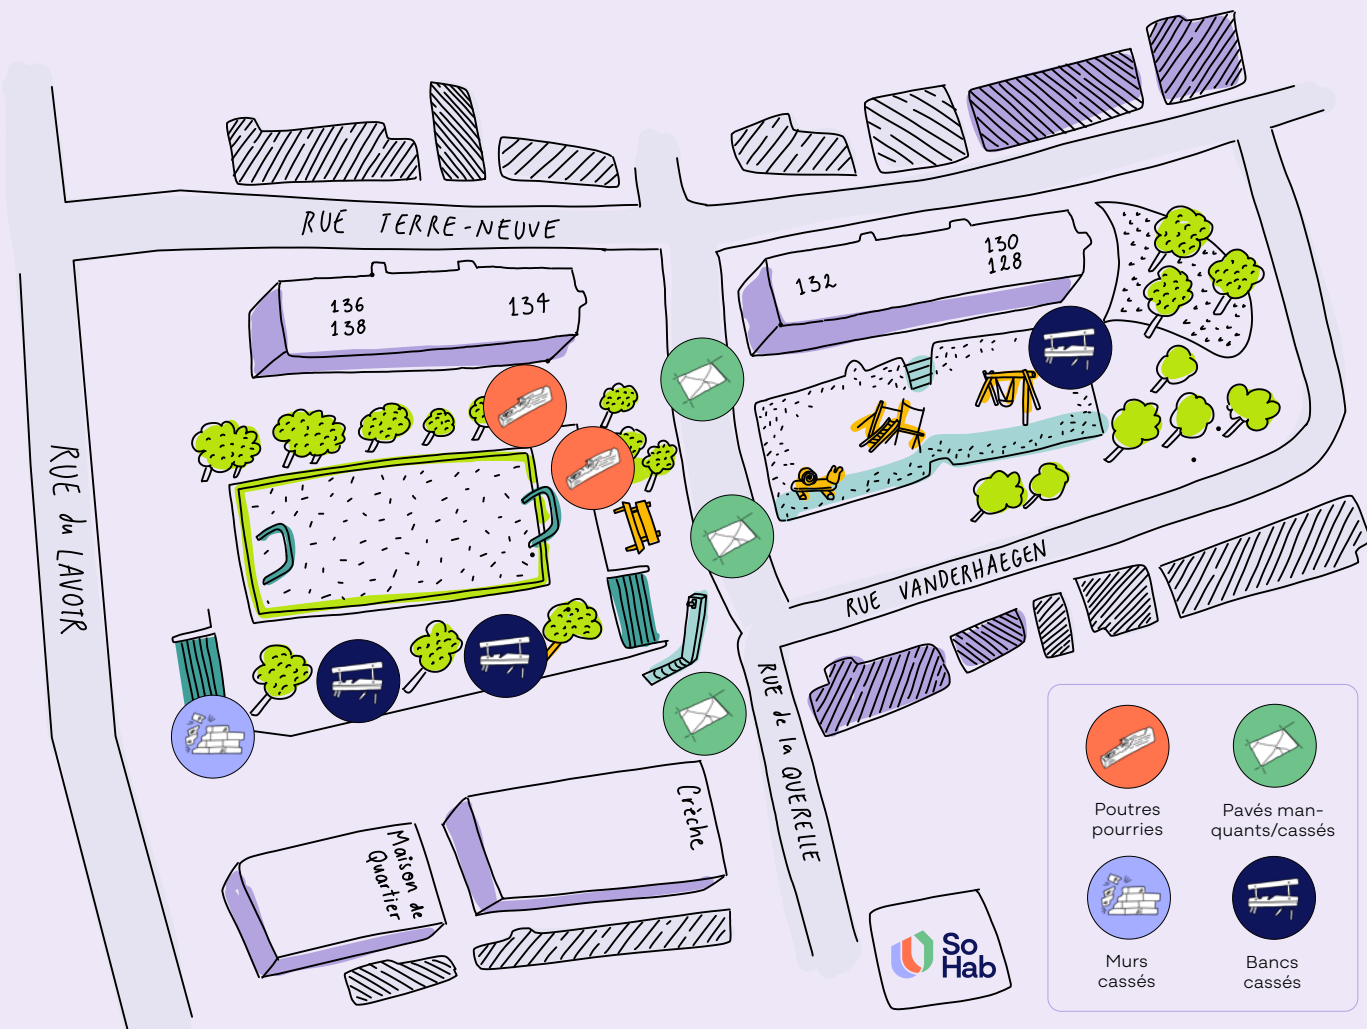 RUE TERRE-NEUVE
130
128
132
136
138
134
RUE du LAVOIR
RUE VANDERHAEGEN
RUE de la QUERELLE
Crèche
Maison de
Quartier
So
Hab
Poutres
pourries
Pavés man-
quants/cassés
Murs
cassés
Bancs
cassés